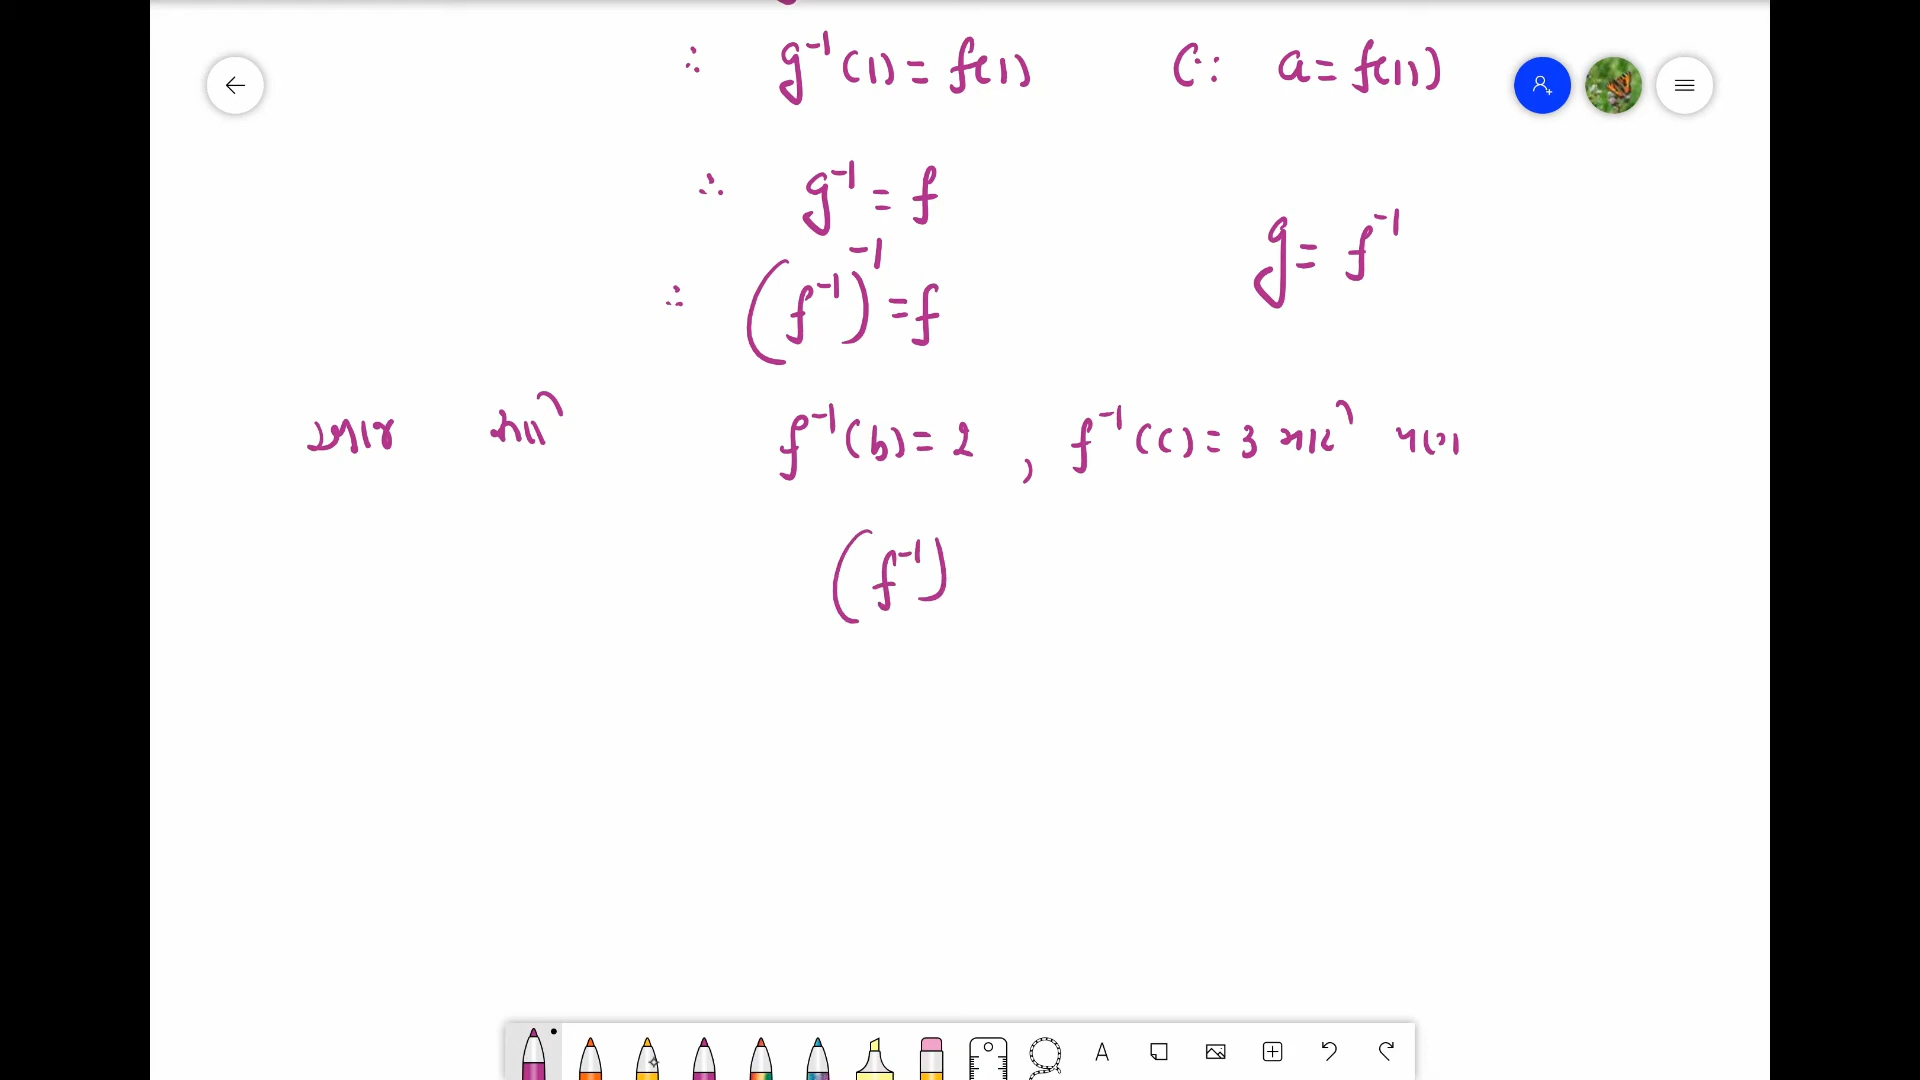 ∴ g⁻¹(1) = f(1) (∵ a = f(1))
∴ g⁻¹ = f
g = f⁻¹
∴ (f⁻¹)⁻¹ = f
f⁻¹(b) = 2 , f⁻¹(c) = 3
(f⁻¹)